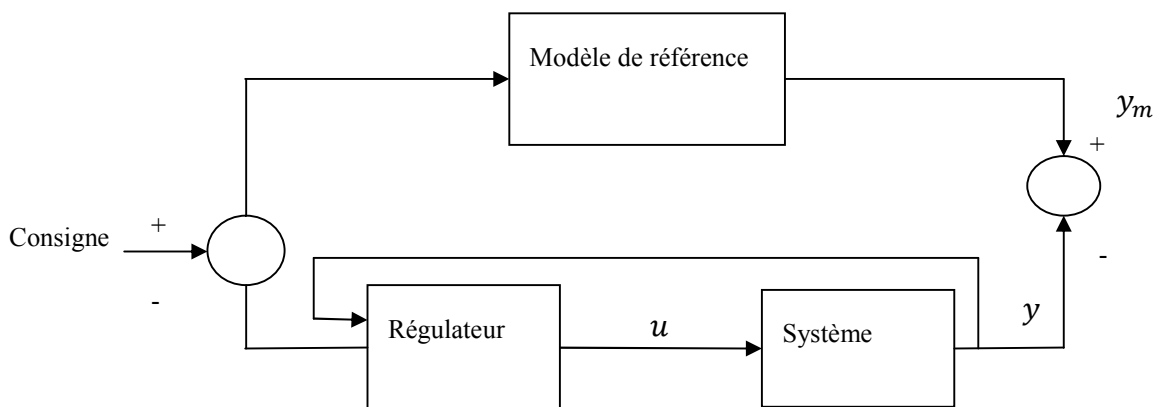 Modèle de référence
y_m
+
+
Consigne
-
-
Régulateur
u
Système
y